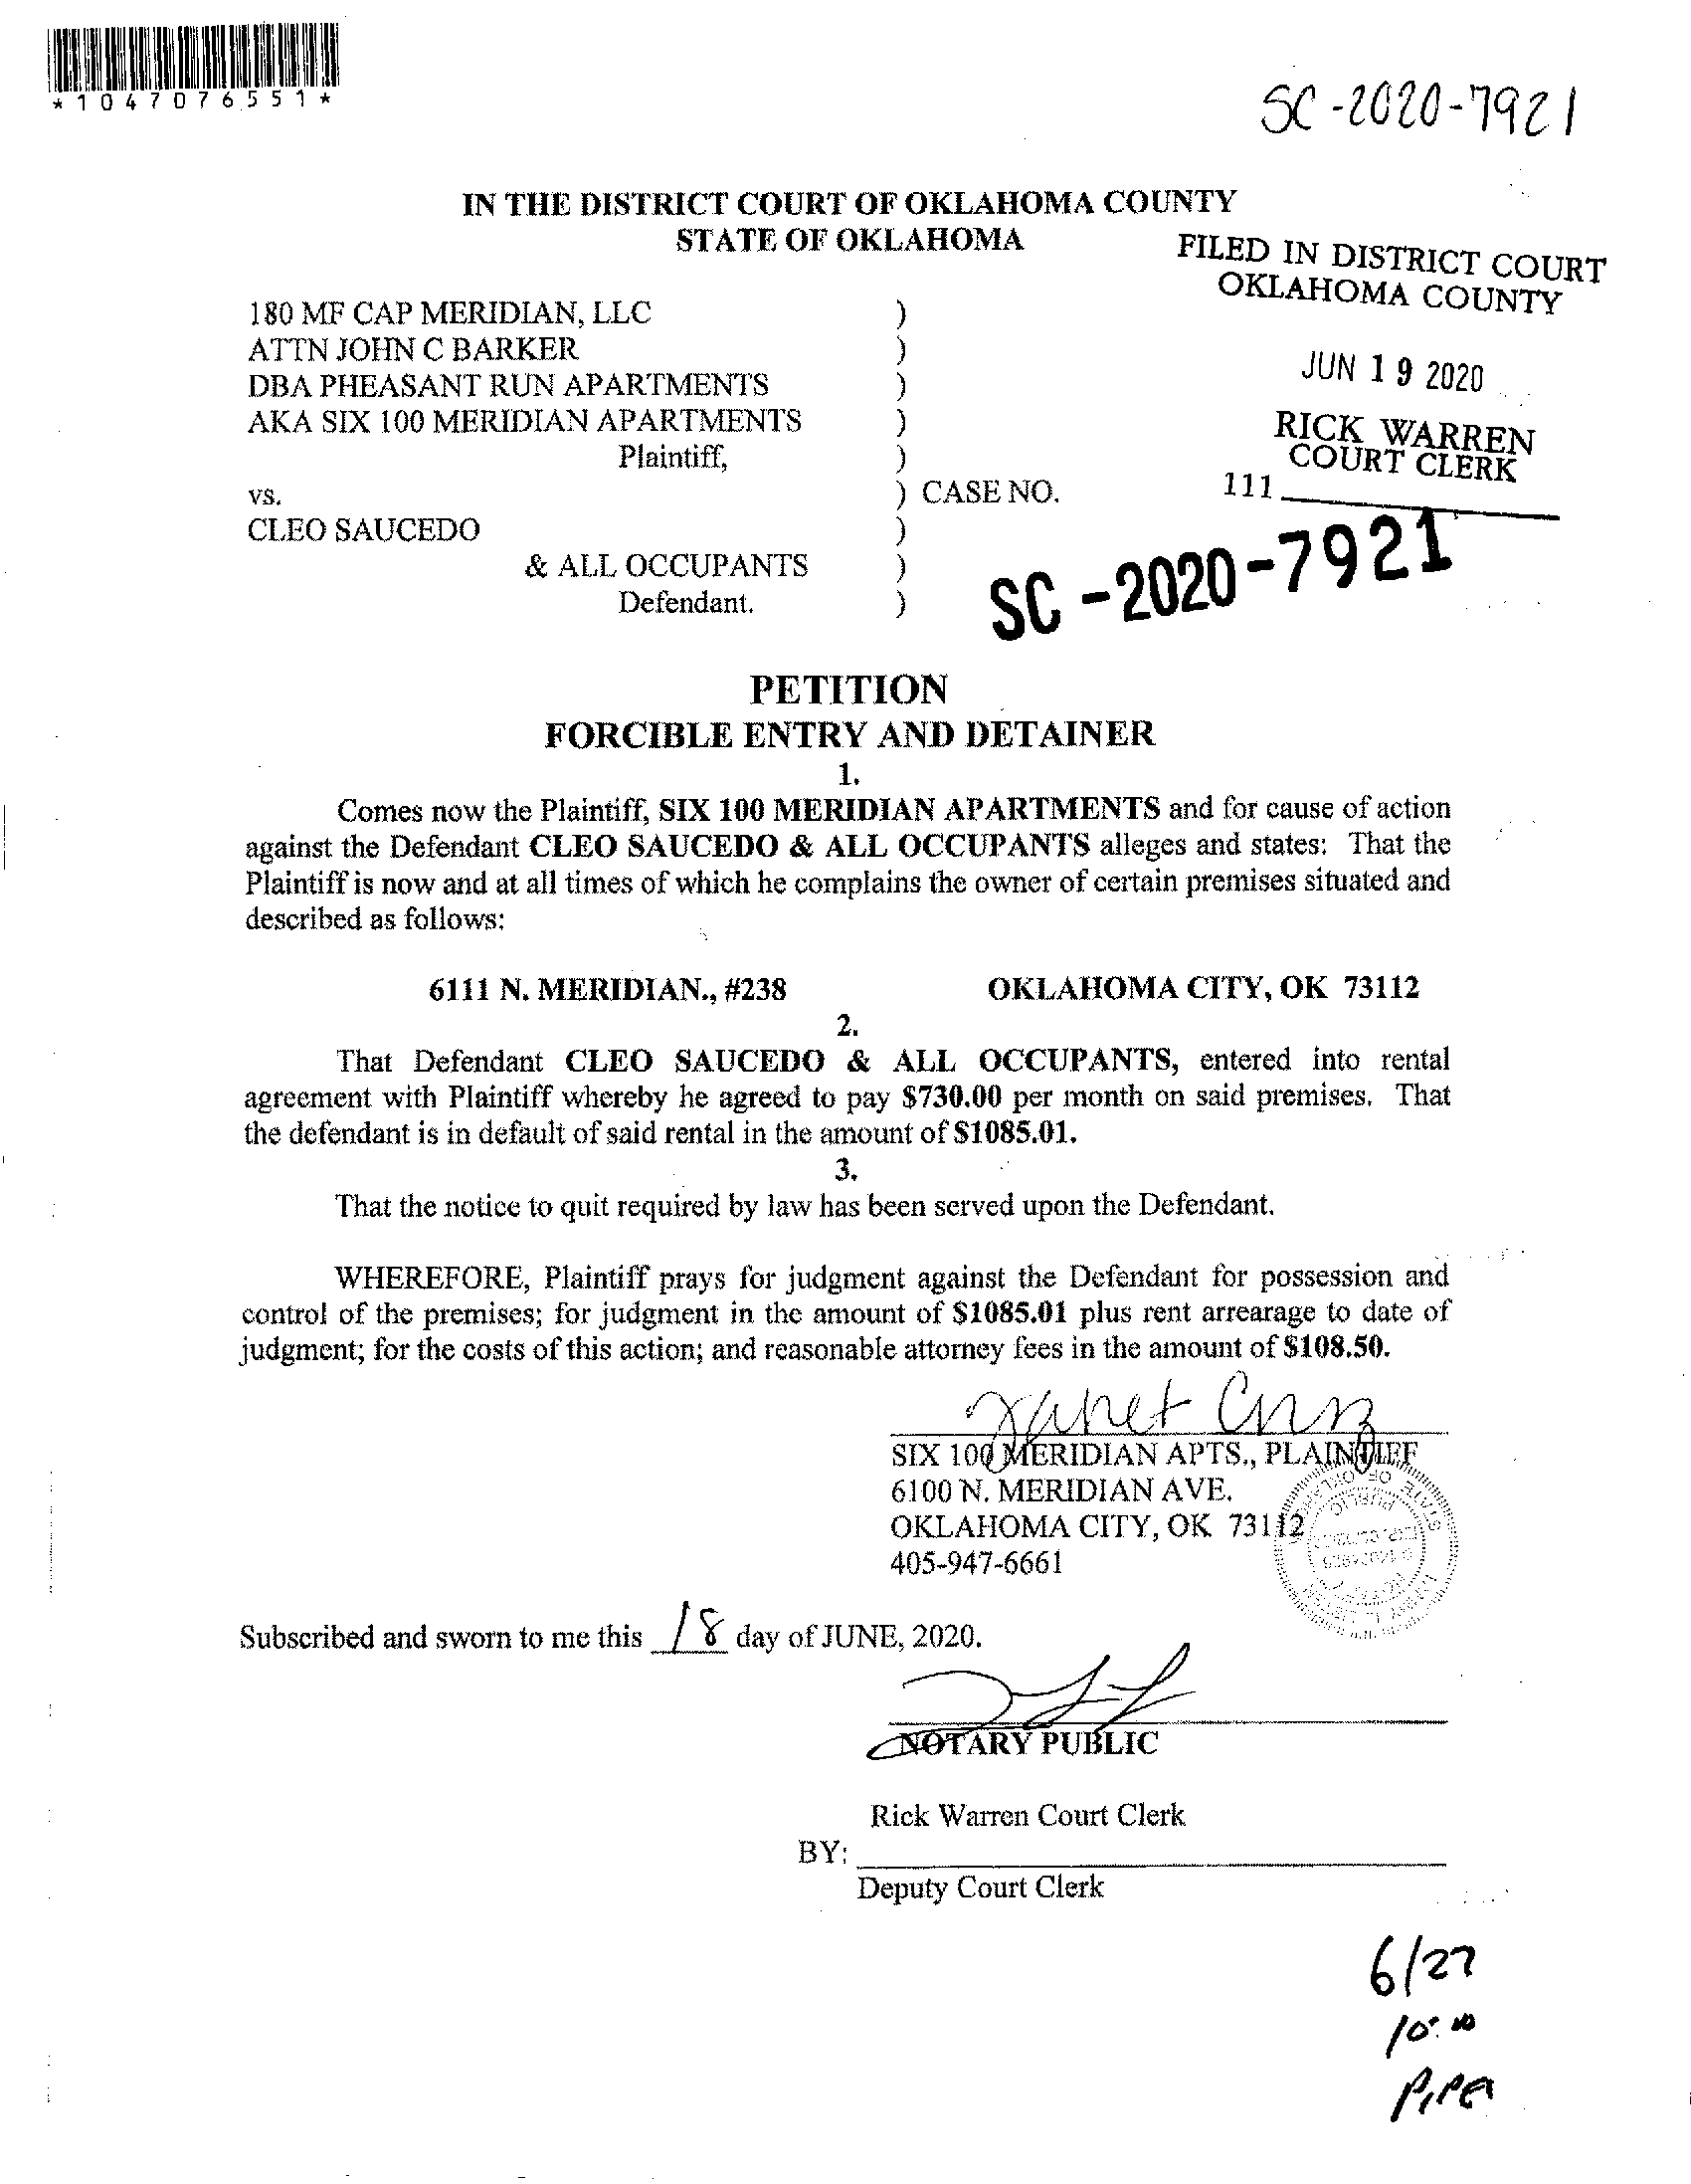 *1047076551*
SC-2020-7921
IN THE DISTRICT COURT OF OKLAHOMA COUNTY
STATE OF OKLAHOMA
FILED IN DISTRICT COURT
OKLAHOMA COUNTY
JUN 19 2020
RICK WARREN
COURT CLERK
111
180 MF CAP MERIDIAN, LLC )
ATTN JOHN C BARKER )
DBA PHEASANT RUN APARTMENTS )
AKA SIX 100 MERIDIAN APARTMENTS )
Plaintiff, )
vs. ) CASE NO.
CLEO SAUCEDO )
& ALL OCCUPANTS )
Defendant. )
SC-2020-7921
PETITION
FORCIBLE ENTRY AND DETAINER
1.
Comes now the Plaintiff, SIX 100 MERIDIAN APARTMENTS and for cause of action
against the Defendant CLEO SAUCEDO & ALL OCCUPANTS alleges and states: That the
Plaintiff is now and at all times of which he complains the owner of certain premises situated and
described as follows:
6111 N. MERIDIAN., #238 OKLAHOMA CITY, OK 73112
2.
That Defendant CLEO SAUCEDO & ALL OCCUPANTS, entered into rental
agreement with Plaintiff whereby he agreed to pay $730.00 per month on said premises. That
the defendant is in default of said rental in the amount of $1085.01.
3.
That the notice to quit required by law has been served upon the Defendant.
WHEREFORE, Plaintiff prays for judgment against the Defendant for possession and
control of the premises; for judgment in the amount of $1085.01 plus rent arrearage to date of
judgment; for the costs of this action; and reasonable attorney fees in the amount of $108.50.
SIX 100 MERIDIAN APTS., PLAINTIFF
6100 N. MERIDIAN AVE.
OKLAHOMA CITY, OK 73112
405-947-6661
Subscribed and sworn to me this 18 day of JUNE, 2020.
NOTARY PUBLIC
Rick Warren Court Clerk
BY:
Deputy Court Clerk
6/27
10:00